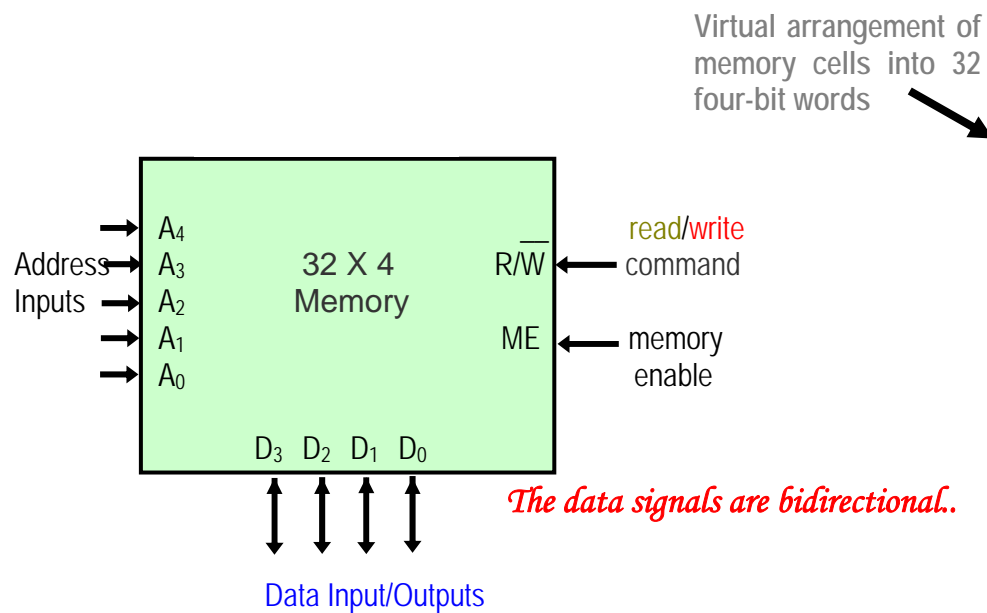 Virtual arrangement of
memory cells into 32
four-bit words
A4
Address A3
Inputs A2
A1
A0
32 X 4
Memory
R/W̅
ME
read/write
command
memory
enable
D3 D2 D1 D0
The data signals are bidirectional..
Data Input/Outputs